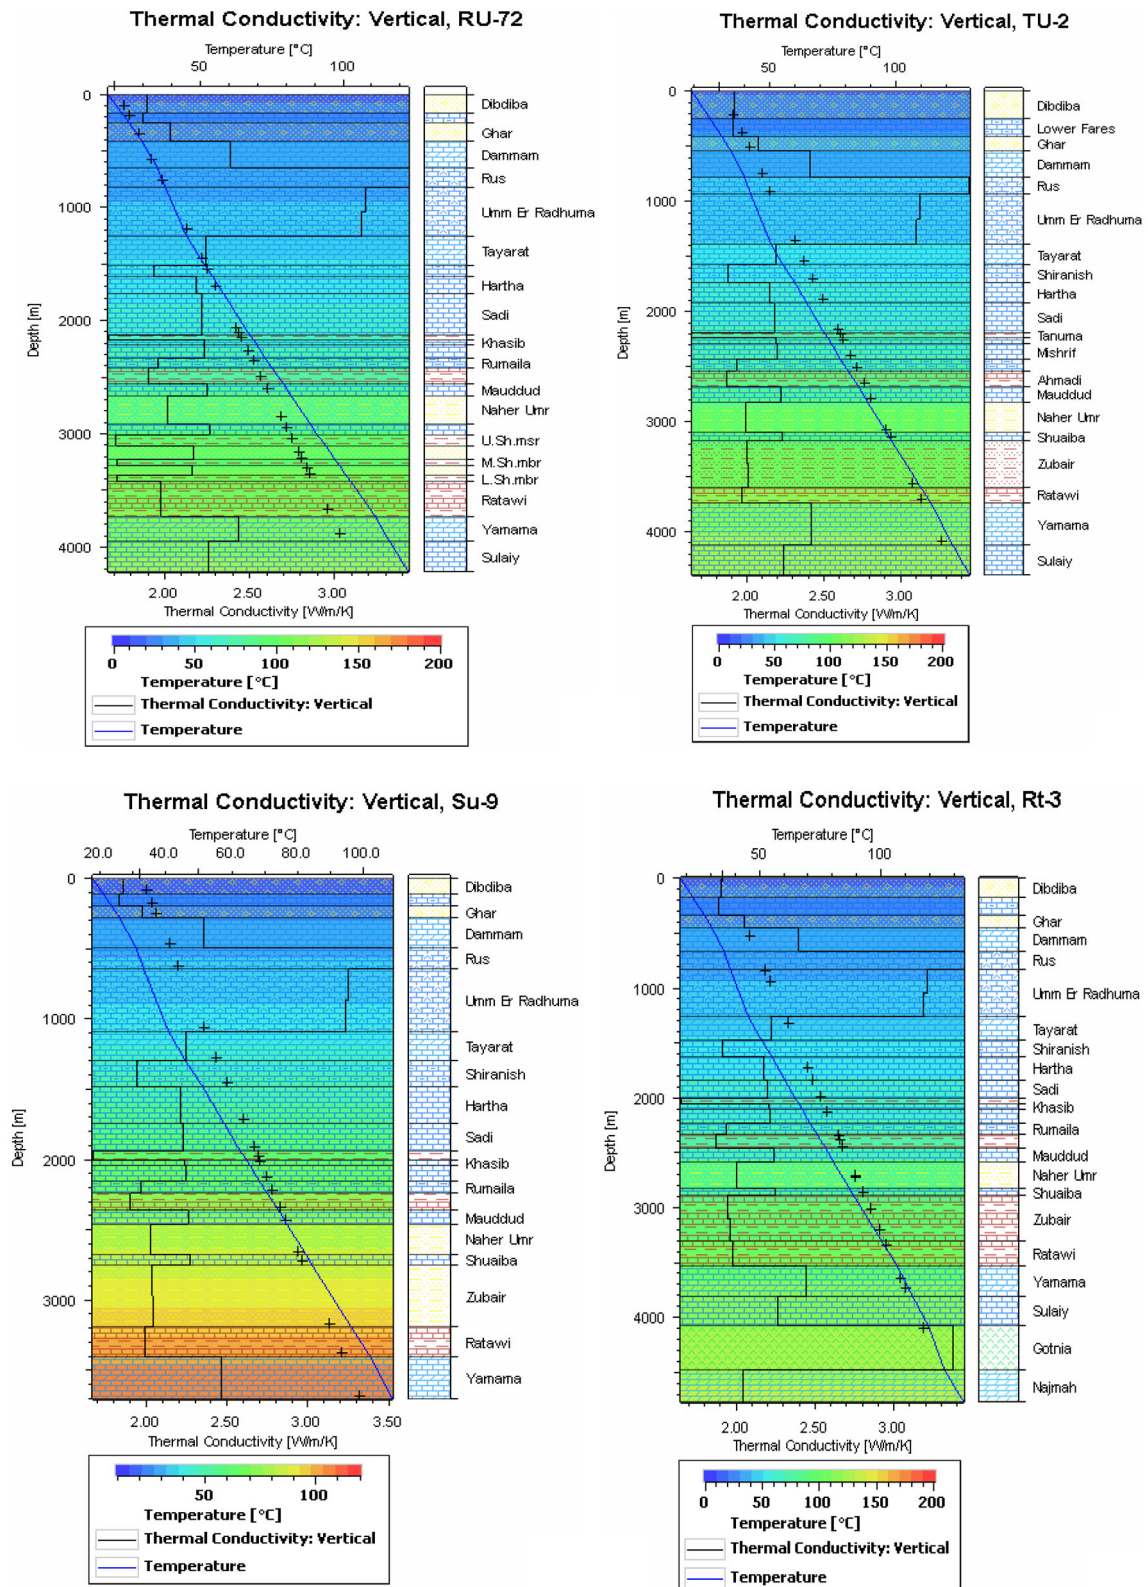 Thermal Conductivity: Vertical, RU-72
Temperature [°C]
50
100
0
1000
2000
3000
4000
Depth [m]
Dibdiba
Ghar
Dammam
Rus
Umm Er Radhuma
Tayarat
Hartha
Sadi
Khasib
Rumaila
Mauddud
Naher Umr
U.Sh.msr
M.Sh.mbr
L.Sh.mbr
Ratawi
Yamama
Sulaiy
2.00
2.50
3.00
Thermal Conductivity [W/m/K]
0
50
100
150
200
Temperature [°C]
Thermal Conductivity: Vertical
Temperature
Thermal Conductivity: Vertical, TU-2
Temperature [°C]
50
100
0
1000
2000
3000
4000
Depth [m]
Dibdiba
Lower Fares
Ghar
Dammam
Rus
Umm Er Radhuma
Tayarat
Shiranish
Hartha
Sadi
Tanuma
Mishrif
Ahmadi
Mauddud
Naher Umr
Shuaiba
Zubair
Ratawi
Yamama
Sulaiy
2.00
2.50
3.00
Thermal Conductivity [W/m/K]
0
50
100
150
200
Temperature [°C]
Thermal Conductivity: Vertical
Temperature
Thermal Conductivity: Vertical, Su-9
Temperature [°C]
20.0
40.0
60.0
80.0
100.0
0
1000
2000
3000
Depth [m]
Dibdiba
Ghar
Dammam
Rus
Umm Er Radhuma
Tayarat
Shiranish
Hartha
Sadi
Khasib
Rumaila
Mauddud
Naher Umr
Shuaiba
Zubair
Ratawi
Yamama
2.00
2.50
3.00
3.50
Thermal Conductivity [W/m/K]
50
100
Temperature [°C]
Thermal Conductivity: Vertical
Temperature
Thermal Conductivity: Vertical, Rt-3
Temperature [°C]
50
100
0
1000
2000
3000
4000
Depth [m]
Dibdiba
Ghar
Dammam
Rus
Umm Er Radhuma
Tayarat
Shiranish
Hartha
Sadi
Khasib
Rumaila
Mauddud
Naher Umr
Shuaiba
Zubair
Ratawi
Yamama
Sulaiy
Gotnia
Najmah
2.00
2.50
3.00
Thermal Conductivity [W/m/K]
0
50
100
150
200
Temperature [°C]
Thermal Conductivity: Vertical
Temperature